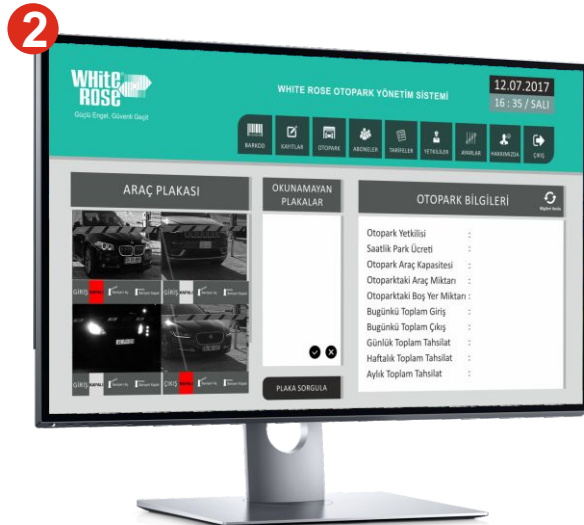 2
WHite
ROSe
Güçlü Engel, Güvenli Geçit
WHITE ROSE OTOPARK YÖNETİM SİSTEMİ
12.07.2017
16 : 35 / SALI
BARKOD KAYITLAR OTOPARK ABONELER TARİFELER YETKİLİLER AYARLAR HAKKIMIZDA ÇIKIŞ
ARAÇ PLAKASI
OKUNAMAYAN
PLAKALAR
OTOPARK BİLGİLERİ
Otopark Yetkilisi :
Saatlik Park Ücreti :
Otopark Araç Kapasitesi :
Otoparktaki Araç Miktarı :
Otoparktaki Boş Yer Miktarı :
Bugünkü Toplam Giriş :
Bugünkü Toplam Çıkış :
Günlük Toplam Tahsilat :
Haftalık Toplam Tahsilat :
Aylık Toplam Tahsilat :
GİRİŞ KAPALI GİRİŞ KAPALI
GİRİŞ KAPALI ÇIKIŞ
PLAKA SORGULA